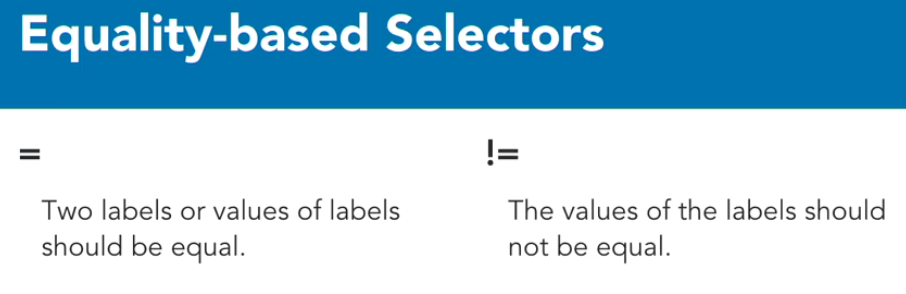 Equality-based Selectors
=
Two labels or values of labels
should be equal.
!=
The values of the labels should
not be equal.